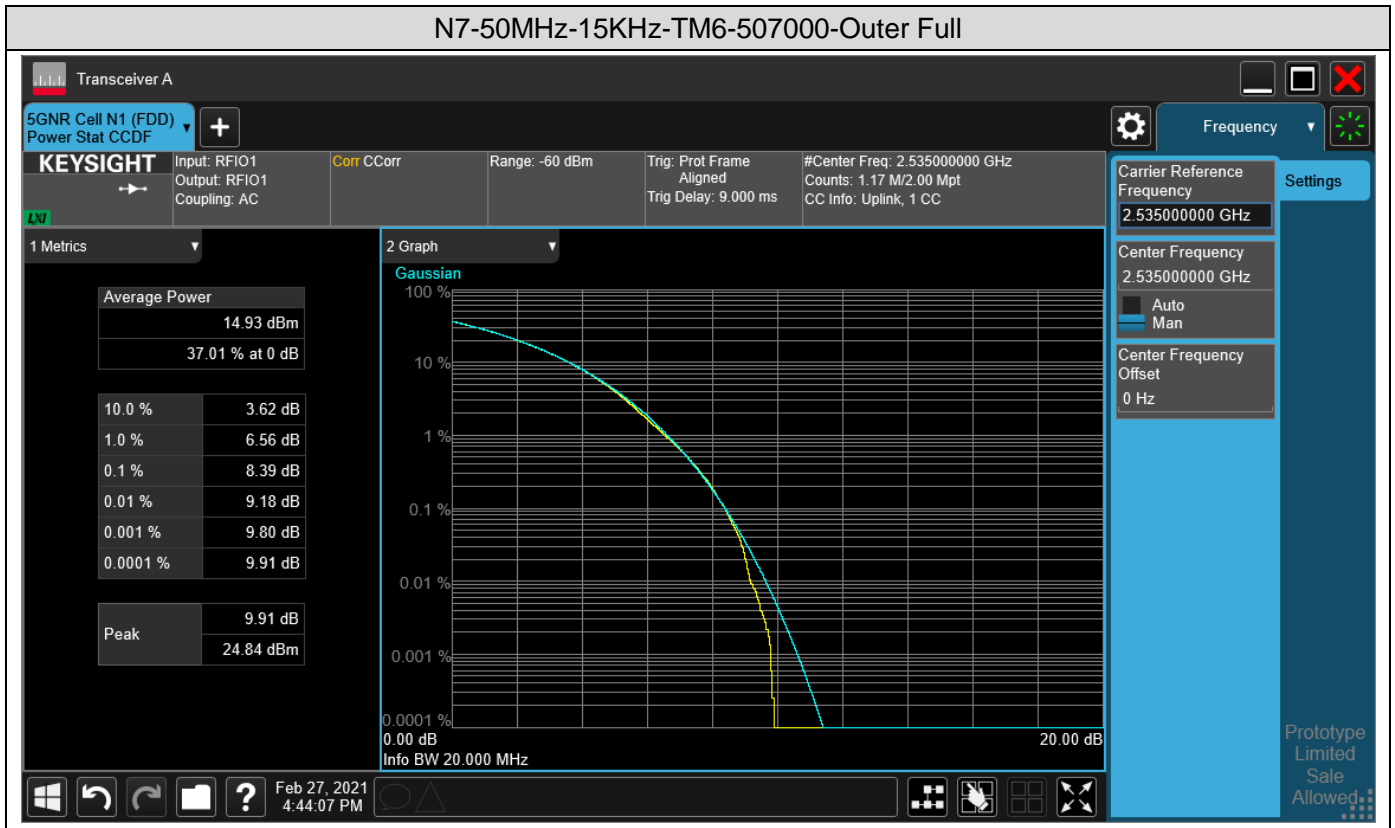 N7-50MHz-15KHz-TM6-507000-Outer Full
Transceiver A
5GNR Cell N1 (FDD)
Power Stat CCDF
Frequency
KEYSIGHT
LXI
Input: RFIO1
Output: RFIO1
Coupling: AC
Corr CCorr
Range: -60 dBm
Trig: Prot Frame
Aligned
Trig Delay: 9.000 ms
#Center Freq: 2.535000000 GHz
Counts: 1.17 M/2.00 Mpt
CC Info: Uplink, 1 CC
Carrier Reference
Frequency
2.535000000 GHz
Settings
Center Frequency
2.535000000 GHz
Auto
Man
Center Frequency
Offset
0 Hz
1 Metrics
Average Power
14.93 dBm
37.01 % at 0 dB
10.0 % 3.62 dB
1.0 % 6.56 dB
0.1 % 8.39 dB
0.01 % 9.18 dB
0.001 % 9.80 dB
0.0001 % 9.91 dB
Peak
9.91 dB
24.84 dBm
2 Graph
Gaussian
100 %
10 %
1 %
0.1 %
0.01 %
0.001 %
0.0001 %
0.00 dB 20.00 dB
Info BW 20.000 MHz
Prototype
Limited
Sale
Allowed
? Feb 27, 2021
4:44:07 PM